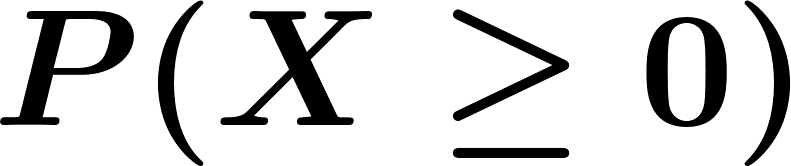 P(X ≥ 0)